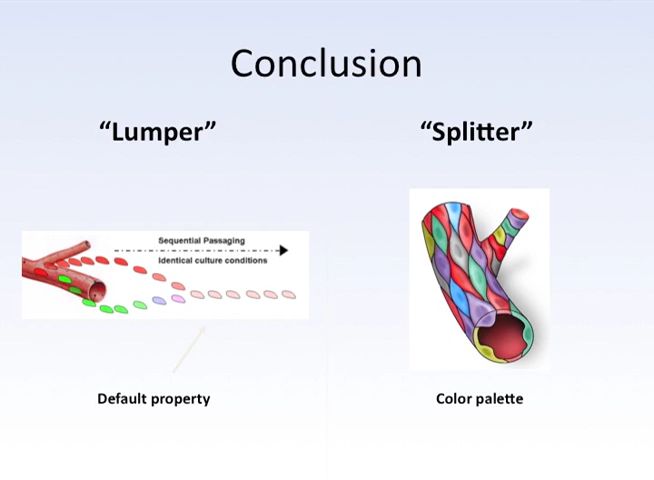 Conclusion
“Lumper”
“Splitter”
Sequential Passaging
Identical culture conditions
Default property
Color palette